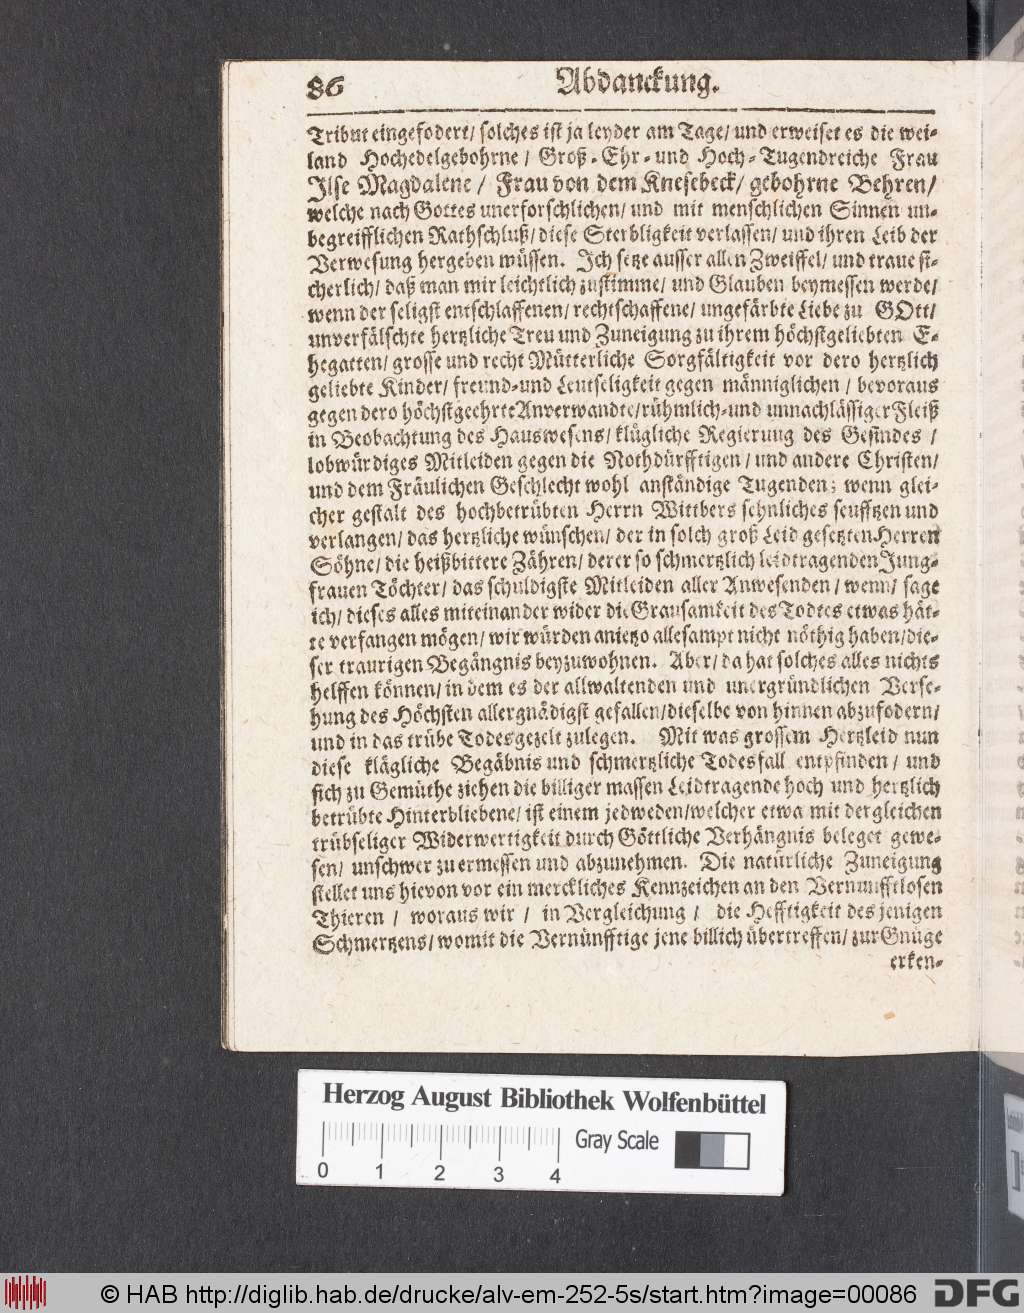 86 Abdanckung.
Tribut eingefodert/ solches ist ja leyder am Tage/ und erweiset es die wei-
land Hochedelgebohrne/ Groß-Ehr- und Hoch-Tugendreiche Frau
Ilse Magdalene/ Frau von dem Knesebeck/ gebohrne Behren/
welche nach Gottes unerforschlichen/ und mit menschlichen Sinnen un-
begreifflichen Rathschluß/ diese Sterbligkeit verlassen/ und ihren Leib der
Verwesung hergeben müssen. Ich setze ausser allen Zweiffel/ und traue si-
cherlich/ daß man mir leichtlich zustimme/ und Glauben beymessen werde/
wenn der seligst entschlaffenen/ rechtschaffene/ ungefärbte Liebe zu GOtt/
unverfälschte hertzliche Treu und Zuneigung zu ihrem höchstgeliebten E-
hegatten/ grosse und recht Mütterliche Sorgfältigkeit vor dero hertzlich
geliebte Kinder/ freund- und Leutseligkeit gegen männiglichen/ bevoraus
gegen dero höchstgeehrte Anverwandte/ rühmlich- und unnachlässiger Fleiß
in Beobachtung des Hauswesens/ klügliche Regierung des Gesindes/
lobwürdiges Mitleiden gegen die Nothdürfftigen/ und andere Christen/
und dem Fräulichen Geschlecht wohl anständige Tugenden; wenn glei-
cher gestalt des hochbetrübten Herrn Wittbers sehnliches seufftzen und
verlangen/ das hertzliche wünschen/ der in solch groß Leid gesetzten Herren
Söhne/ die heißbittere Zähren/ derer so schmertzlich leidtragenden Jung-
frauen Töchter/ das schuldigste Mitleiden aller Anwesenden/ wenn/ sage
ich/ dieses alles miteinander wider die Grausamkeit des Todtes etwas hät-
te verfangen mögen/ wir würden anietzo allesampt nicht nöthig haben/ die-
ser traurigen Begängnis beyzuwohnen. Aber/ da hat solches alles nichts
helffen können/ in dem es der allwaltenden und unergründlichen Verse-
hung des Höchsten allergnädigst gefallen/ dieselbe von hinnen abzufodern/
und in das trübe Todesgezelt zulegen. Mit was grossem Hertzleid nun
diese klägliche Begäbnis und schmertzliche Todesfall entpfinden/ und
sich zu Gemüthe ziehen die billiger massen Leidtragende hoch und hertzlich
betrübte Hinterbliebene/ ist einem jedweden/ welcher etwa mit dergleichen
trübseliger Widerwertigkeit durch Göttliche Verhängnis beleget gewe-
sen/ unschwer zu ermessen und abzunehmen. Die natürliche Zuneigung
stellet uns hievon vor ein merckliches Kennzeichen an den Vernunfftlosen
Thieren/ woraus wir/ in Vergleichung/ die Hefftigkeit des jenigen
Schmertzens/ womit die Vernünfftige jene billich übertreffen/ zur Gnüge
erken-
Herzog August Bibliothek Wolfenbüttel
Gray Scale
0 1 2 3 4
© HAB http://diglib.hab.de/drucke/alv-em-252-5s/start.htm?image=00086
DFG